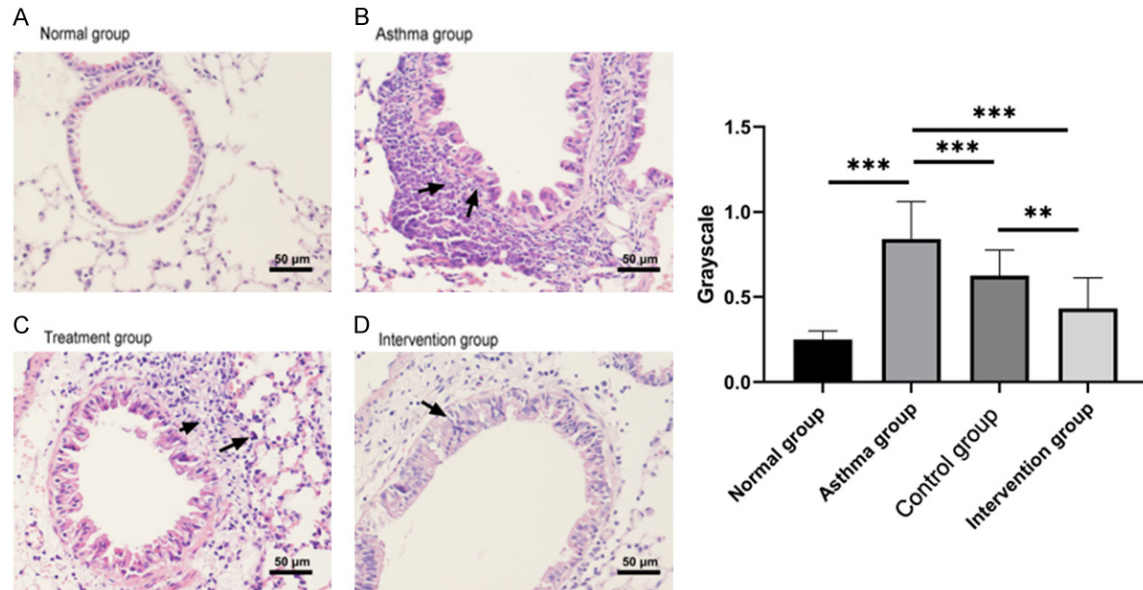 A
Normal group
50 μm
B
Asthma group
50 μm
C
Treatment group
50 μm
D
Intervention group
50 μm
***
***
***
**
Grayscale
1.5
1.0
0.5
0.0
Normal group
Asthma group
Control group
Intervention group